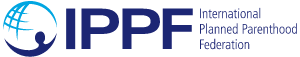 IPPF
International
Planned Parenthood
Federation